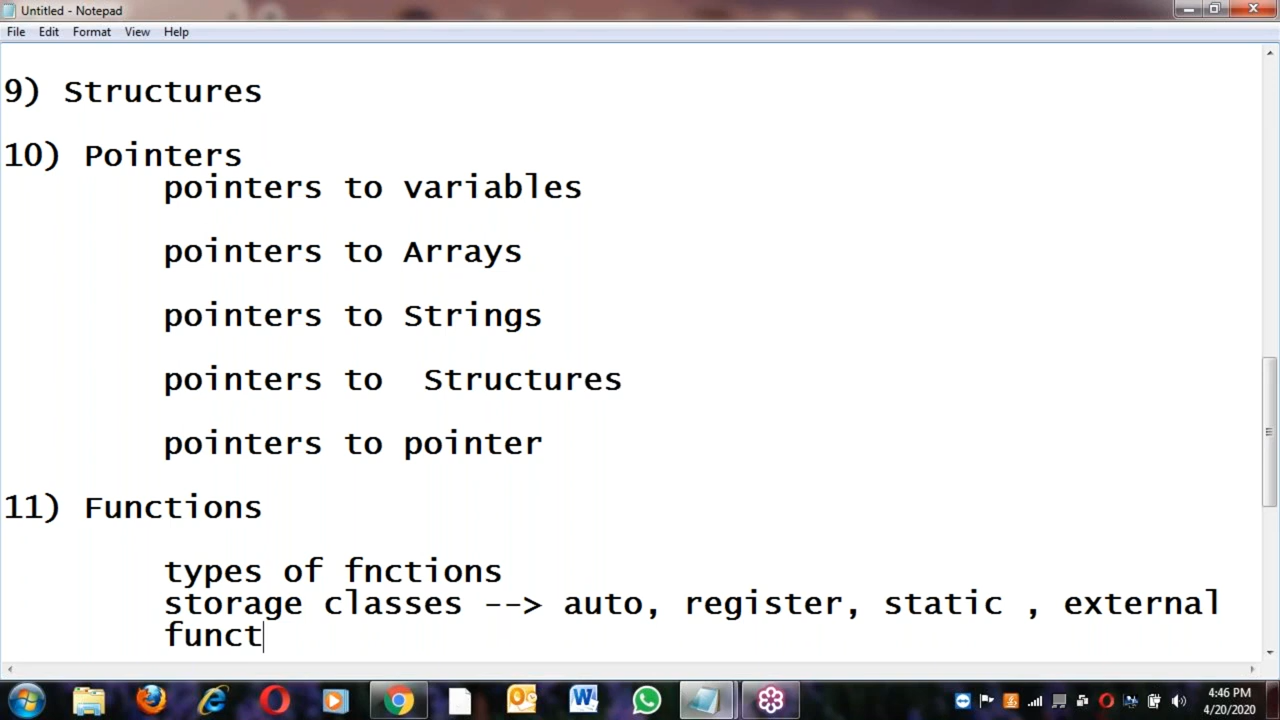 Untitled - Notepad
File Edit Format View Help
9) Structures
10) Pointers
pointers to variables
pointers to Arrays
pointers to Strings
pointers to  Structures
pointers to pointer
11) Functions
types of fnctions
storage classes --> auto, register, static , external
funct
4:46 PM
4/20/2020